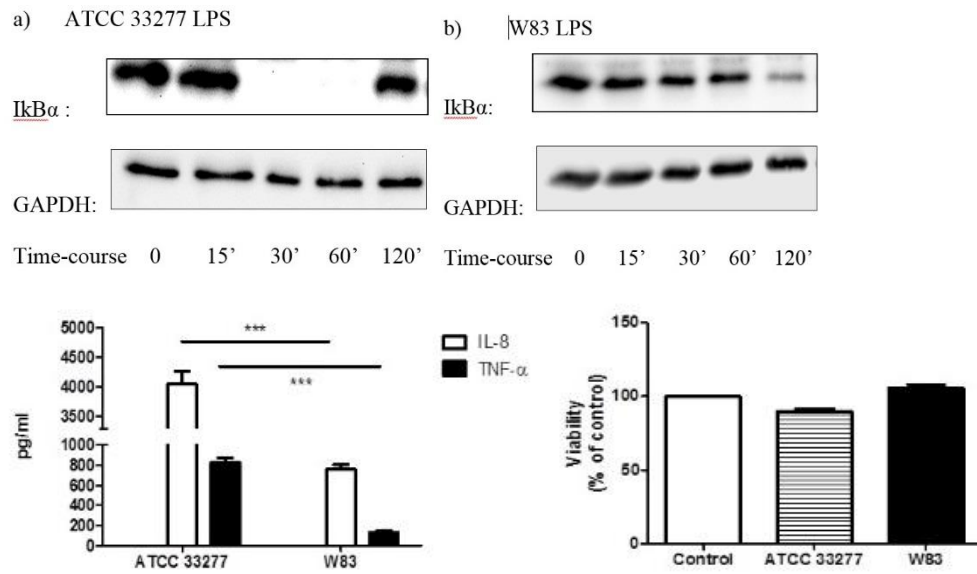 a) ATCC 33277 LPS
IkBα :
GAPDH:
Time-course 0 15’ 30’ 60’ 120’
b) W83 LPS
IkBα:
GAPDH:
Time-course 0 15’ 30’ 60’ 120’
5000
4500
4000
3500
1000
800
600
400
200
0
pg/ml
***
***
ATCC 33277 W83
IL-8
TNF-α
150
100
50
0
Viability
(% of control)
Control ATCC 33277 W83